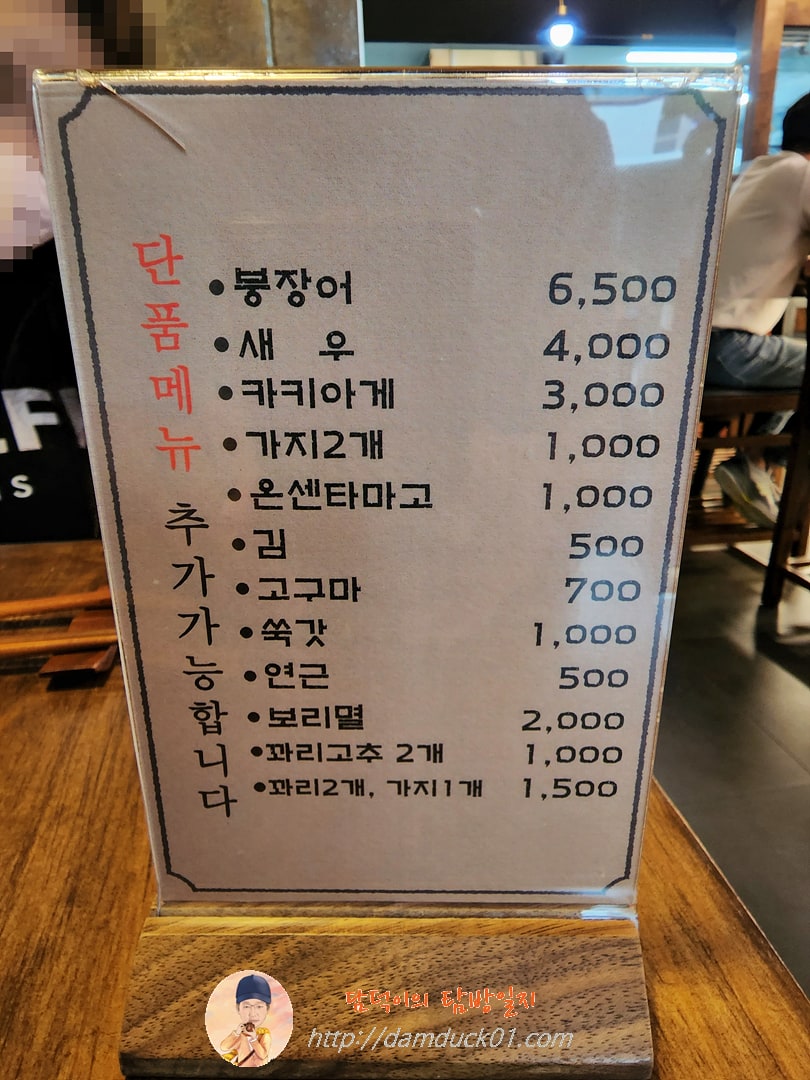 단품메뉴 추가가능합니다
•붕장어 6,500
•새 우 4,000
•카키아게 3,000
•가지2개 1,000
•온센타마고 1,000
•김 500
•고구마 700
•쑥갓 1,000
•연근 500
•보리멸 2,000
•꽈리고추 2개 1,000
•꽈리2개, 가지1개 1,500
담덕이의 탐방일지
http://damduck01.com